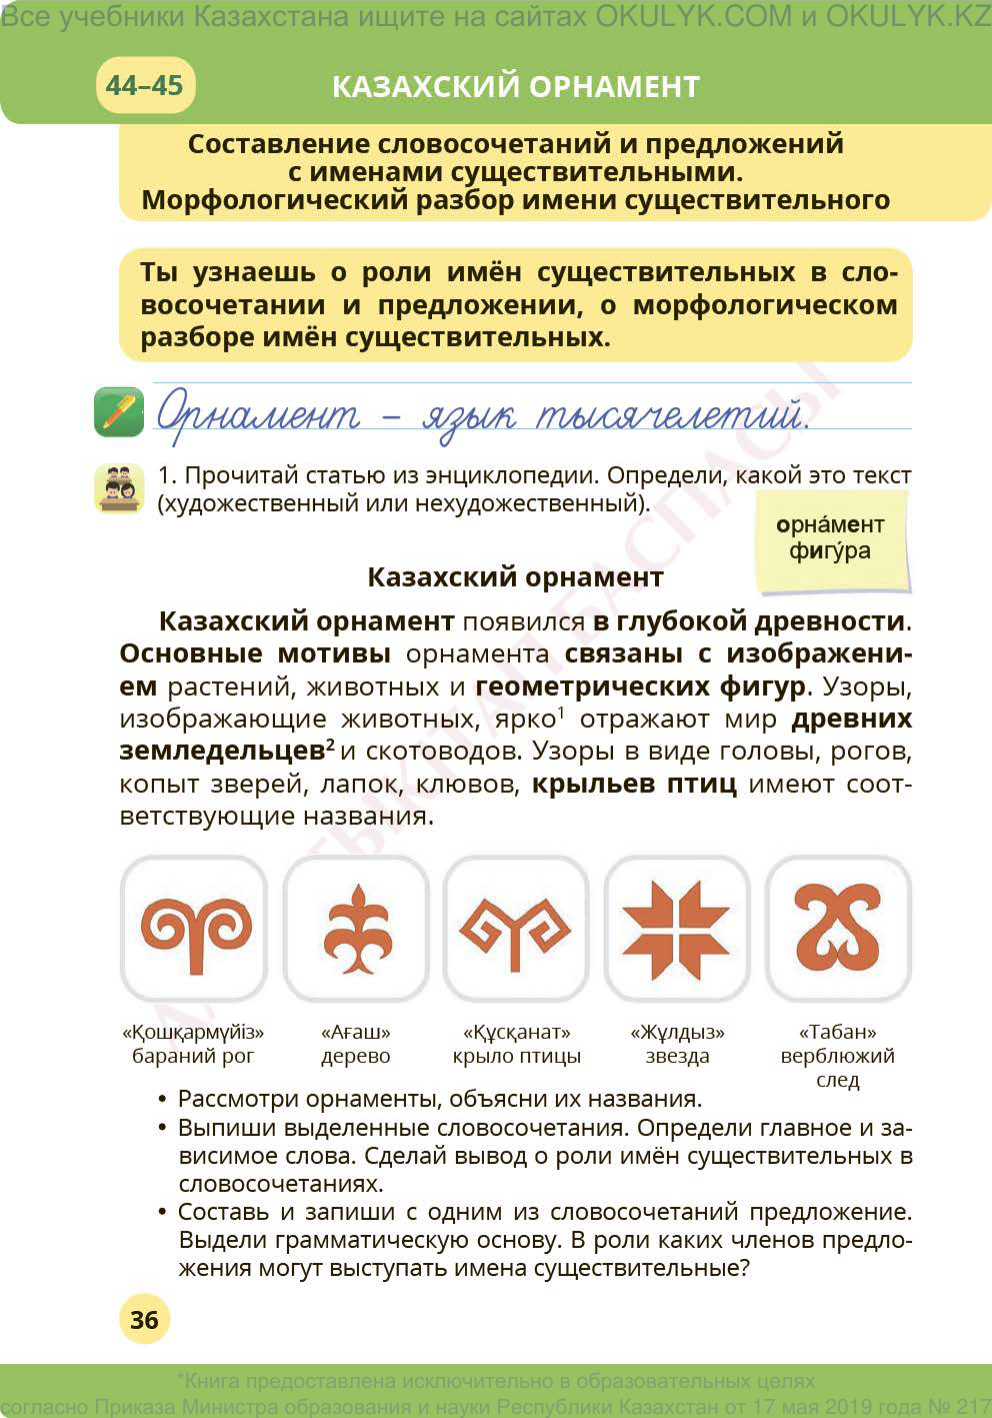 Все учебники Казахстана ищите на сайтах OKULYK.COM и OKULYK.KZ
44–45
КАЗАХСКИЙ ОРНАМЕНТ
Составление словосочетаний и предложений
с именами существительными.
Морфологический разбор имени существительного
Ты узнаешь о роли имён существительных в сло-
восочетании и предложении, о морфологическом
разборе имён существительных.
Орнамент – язык тысячелетий.
1. Прочитай статью из энциклопедии. Определи, какой это текст
(художественный или нехудожественный).
орна́мент
фигу́ра
Казахский орнамент
Казахский орнамент появился в глубокой древности.
Основные мотивы орнамента связаны с изображени-
ем растений, животных и геометрических фигур. Узоры,
изображающие животных, ярко¹ отражают мир древних
земледельцев² и скотоводов. Узоры в виде головы, рогов,
копыт зверей, лапок, клювов, крыльев птиц имеют соот-
ветствующие названия.
«Қошқармүйіз»
бараний рог
«Ағаш»
дерево
«Құсқанат»
крыло птицы
«Жұлдыз»
звезда
«Табан»
верблюжий
след
• Рассмотри орнаменты, объясни их названия.
• Выпиши выделенные словосочетания. Определи главное и за-
висимое слова. Сделай вывод о роли имён существительных в
словосочетаниях.
• Составь и запиши с одним из словосочетаний предложение.
Выдели грамматическую основу. В роли каких членов предло-
жения могут выступать имена существительные?
36
*Книга предоставлена исключительно в образовательных целях
согласно Приказа Министра образования и науки Республики Казахстан от 17 мая 2019 года № 217